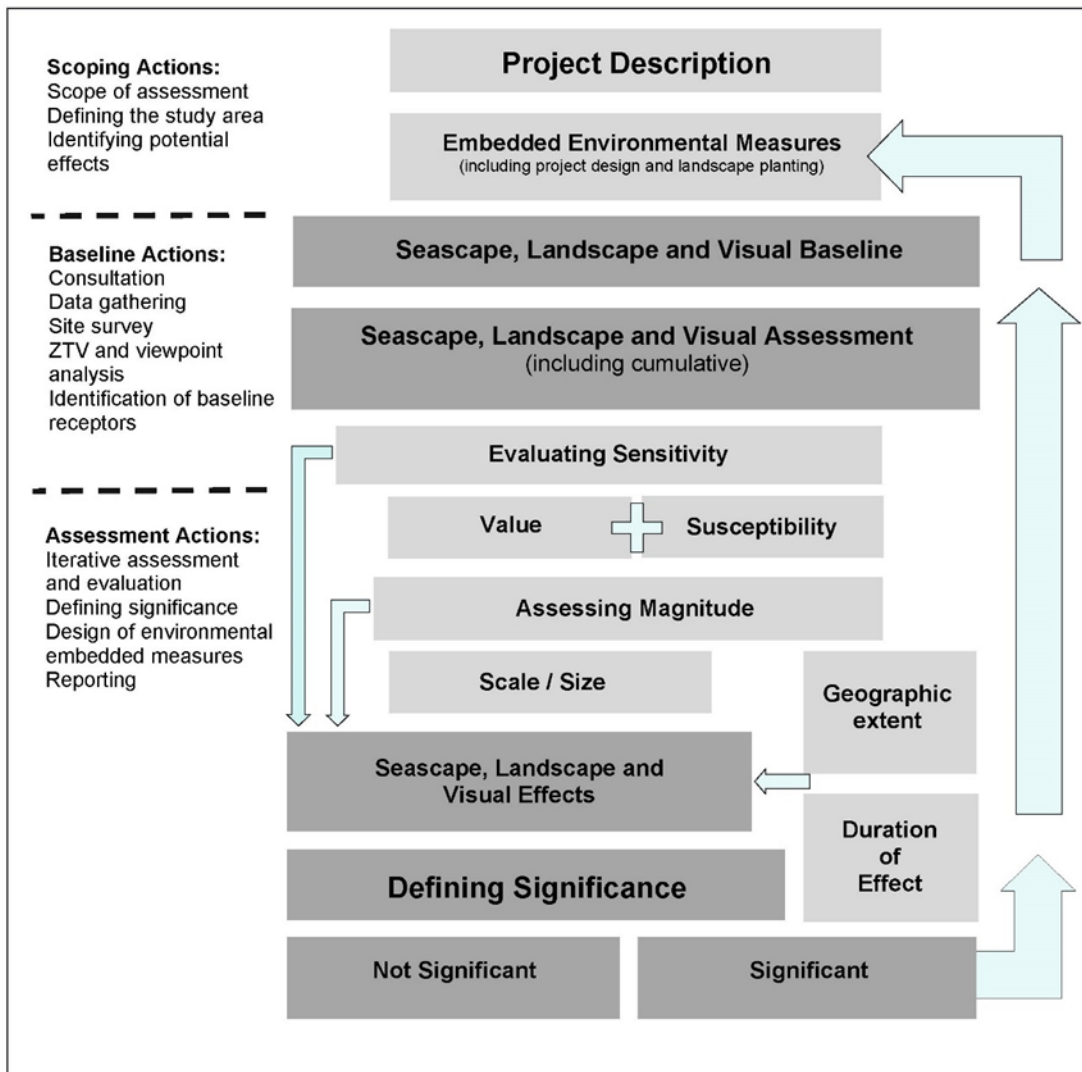 Scoping Actions:
Scope of assessment
Defining the study area
Identifying potential
effects
Baseline Actions:
Consultation
Data gathering
Site survey
ZTV and viewpoint
analysis
Identification of baseline
receptors
Assessment Actions:
Iterative assessment
and evaluation
Defining significance
Design of environmental
embedded measures
Reporting
Project Description
Embedded Environmental Measures
(including project design and landscape planting)
Seascape, Landscape and Visual Baseline
Seascape, Landscape and Visual Assessment
(including cumulative)
Evaluating Sensitivity
Value
Susceptibility
Assessing Magnitude
Scale / Size
Geographic
extent
Seascape, Landscape and
Visual Effects
Duration
of
Effect
Defining Significance
Not Significant
Significant